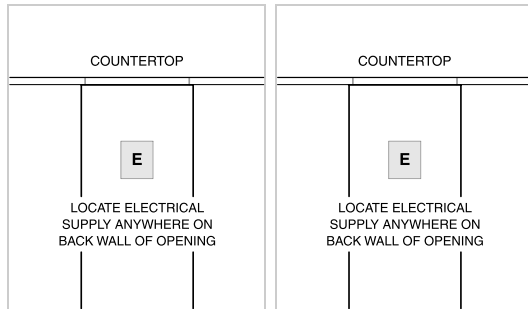 COUNTERTOP
E
LOCATE ELECTRICAL
SUPPLY ANYWHERE ON
BACK WALL OF OPENING
COUNTERTOP
E
LOCATE ELECTRICAL
SUPPLY ANYWHERE ON
BACK WALL OF OPENING